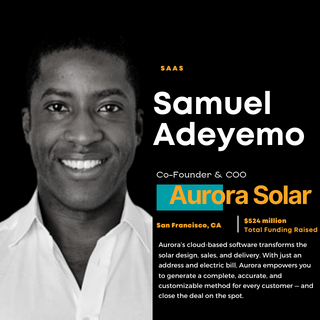 SAAS
Samuel
Adeyemo
Co-Founder & COO
Aurora Solar
San Francisco, CA
$524 million
Total Funding Raised
Aurora's cloud-based software transforms the
solar design, sales, and delivery. With just an
address and electric bill, Aurora empowers you
to generate a complete, accurate, and
customizable method for every customer — and
close the deal on the spot.